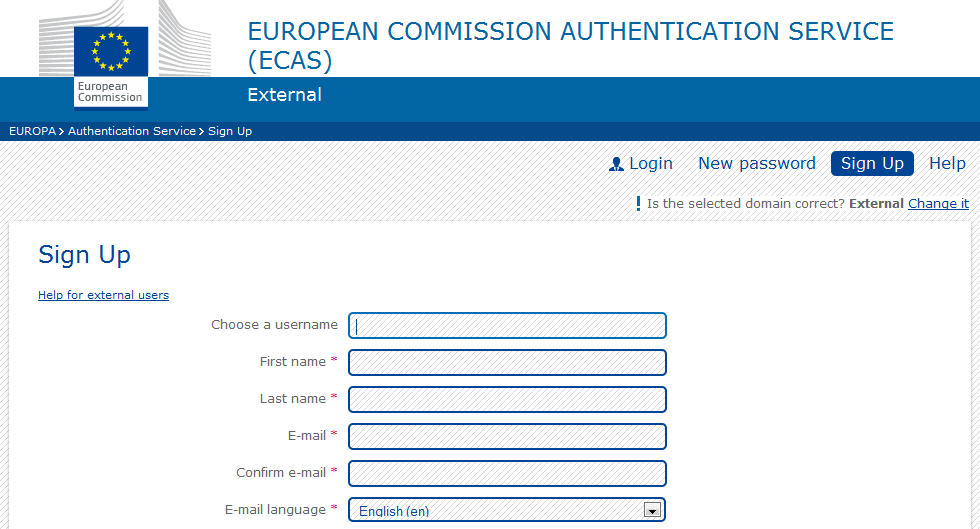 EUROPEAN COMMISSION AUTHENTICATION SERVICE
(ECAS)
European
Commission
External
EUROPA > Authentication Service > Sign Up
Login New password Sign Up Help
Is the selected domain correct? External Change it
Sign Up
Help for external users
Choose a username
First name *
Last name *
E-mail *
Confirm e-mail *
E-mail language * English (en)